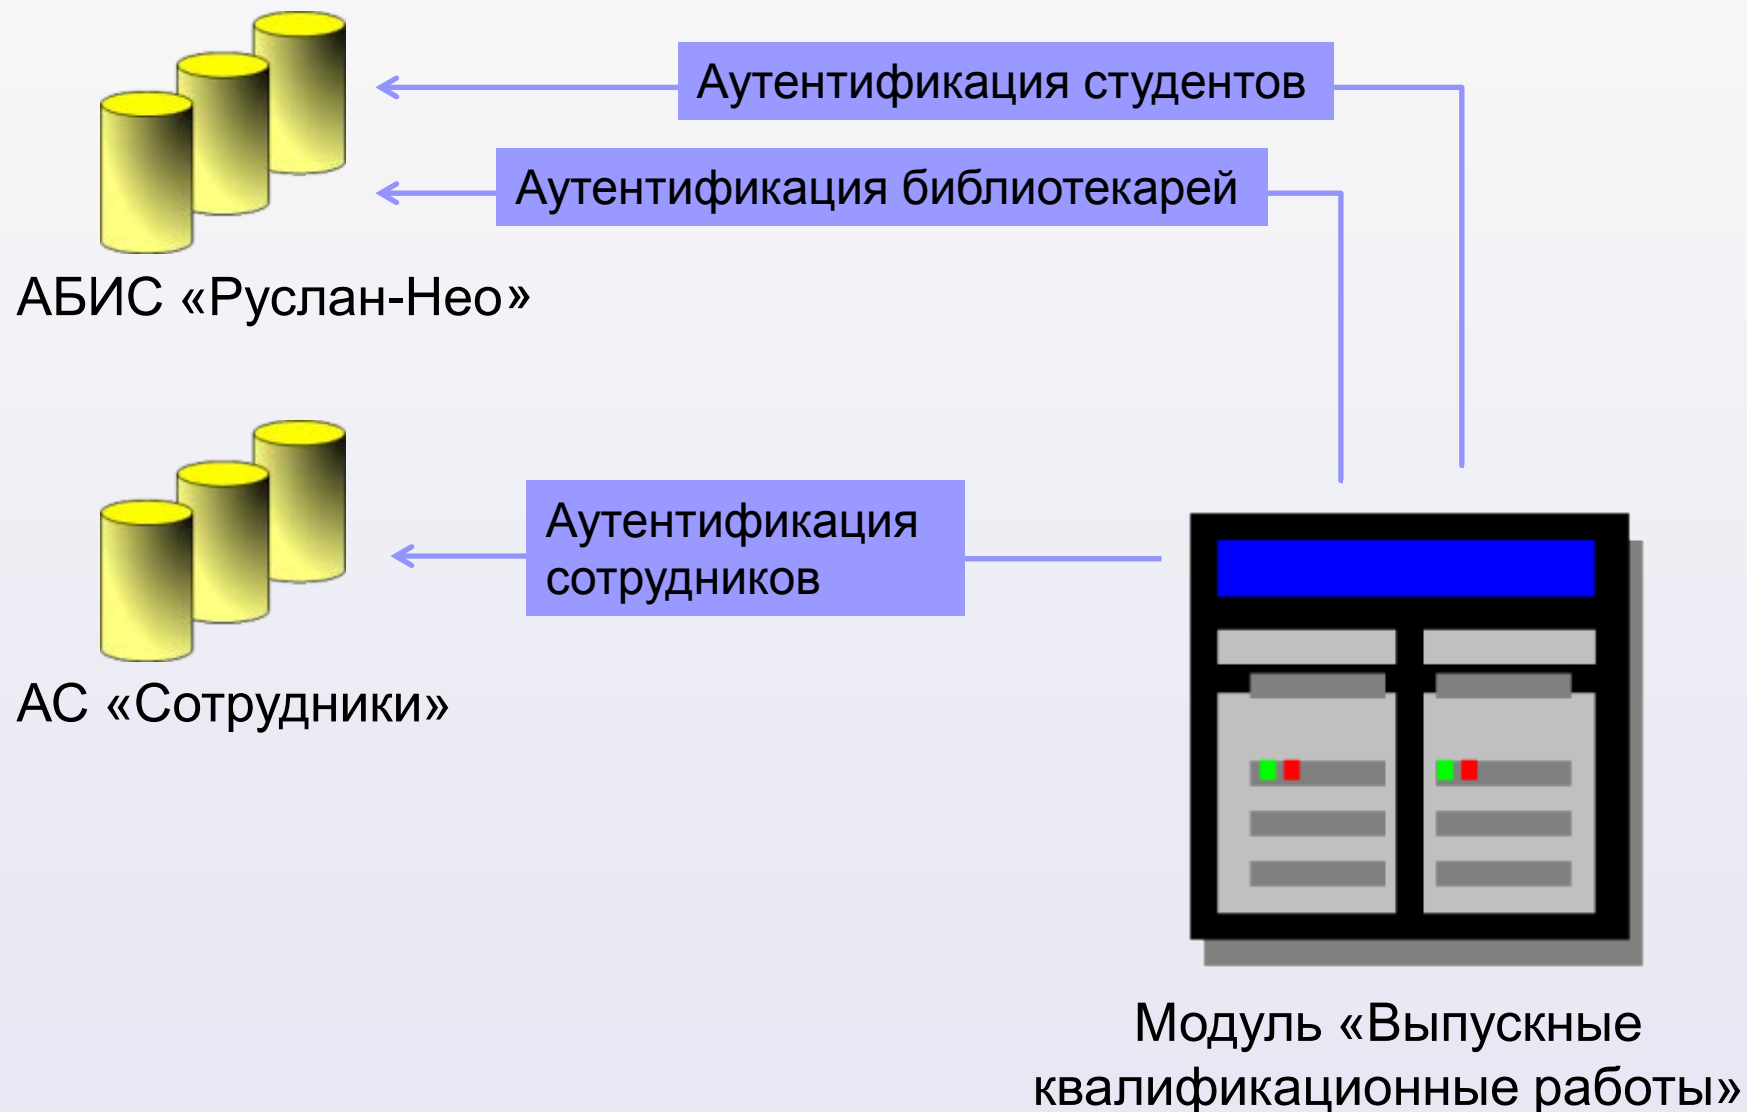 Аутентификация студентов
Аутентификация библиотекарей
АБИС «Руслан-Нео»
Аутентификация
сотрудников
АС «Сотрудники»
Модуль «Выпускные
квалификационные работы»